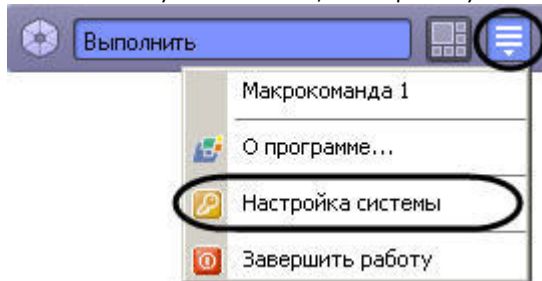 Выполнить
Макрокоманда 1
О программе...
Настройка системы
Завершить работу